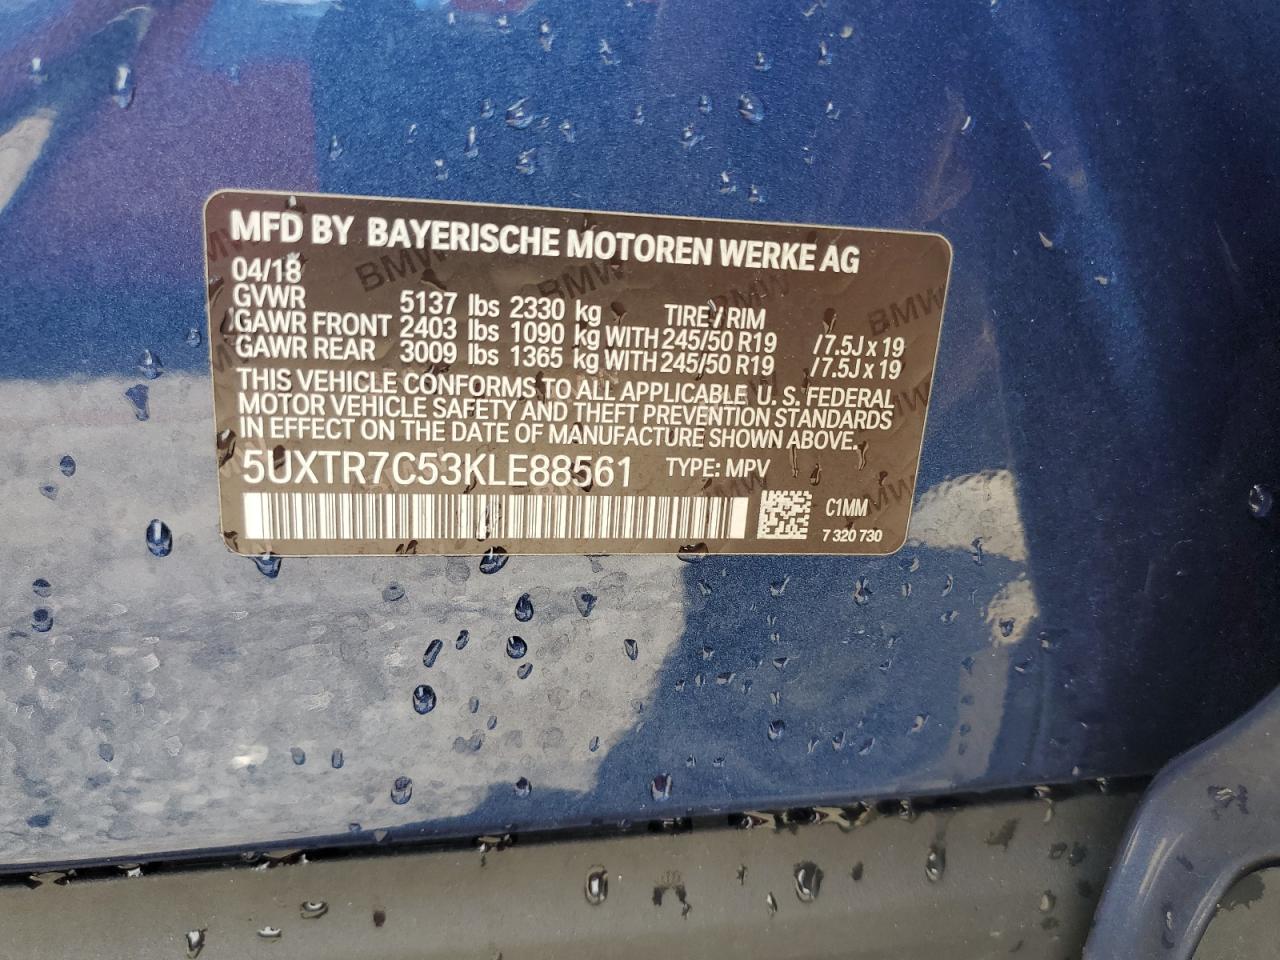 MFD BY BAYERISCHE MOTOREN WERKE AG
04/18
GVWR 5137 lbs 2330 kg TIRE / RIM
GAWR FRONT 2403 lbs 1090 kg WITH 245/50 R19 / 7.5J x 19
GAWR REAR 3009 lbs 1365 kg WITH 245/50 R19 / 7.5J x 19
THIS VEHICLE CONFORMS TO ALL APPLICABLE U. S. FEDERAL
MOTOR VEHICLE SAFETY AND THEFT PREVENTION STANDARDS
IN EFFECT ON THE DATE OF MANUFACTURE SHOWN ABOVE.
5UXTR7C53KLE88561 TYPE: MPV
C1MM
7 320 730